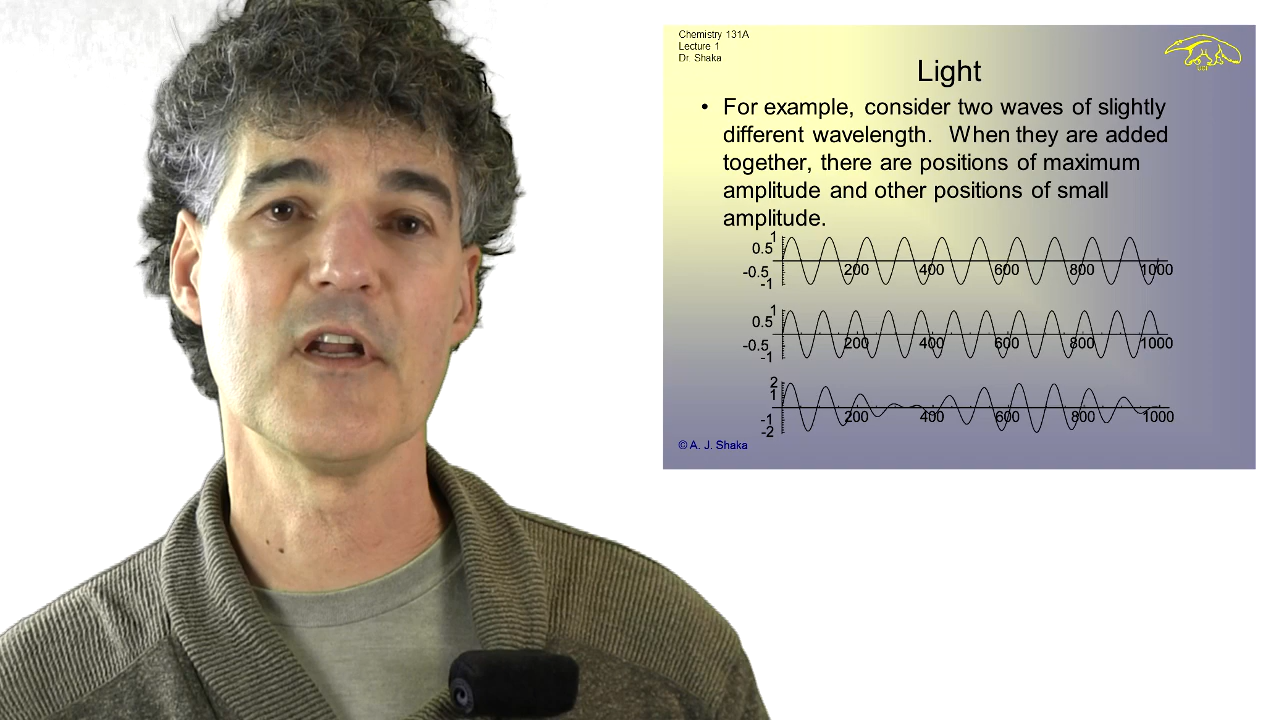 Chemistry 131A
Lecture 1
Dr. Shaka
Light
• For example, consider two waves of slightly
different wavelength. When they are added
together, there are positions of maximum
amplitude and other positions of small
amplitude.
1
0.5
-0.5
-1
200 400 600 800 1000
1
0.5
-0.5
-1
200 400 600 800 1000
2
1
-1
-2
200 400 600 800 1000
© A. J. Shaka